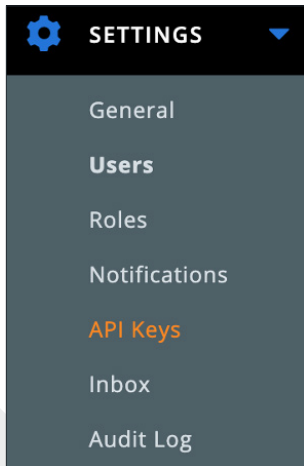 SETTINGS
General
Users
Roles
Notifications
API Keys
Inbox
Audit Log